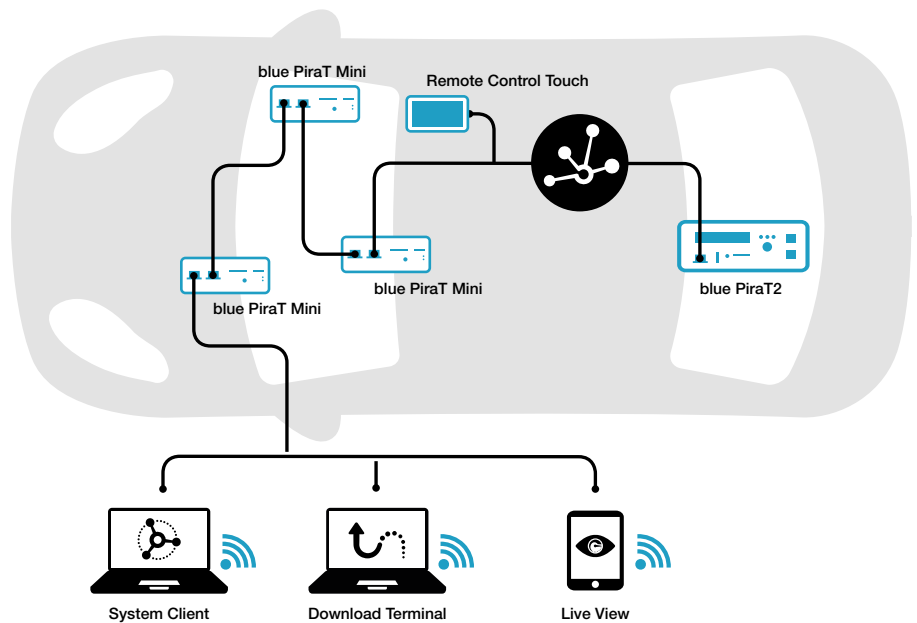 blue PiraT Mini
Remote Control Touch
blue PiraT Mini
blue PiraT2
blue PiraT Mini
System Client
Download Terminal
Live View